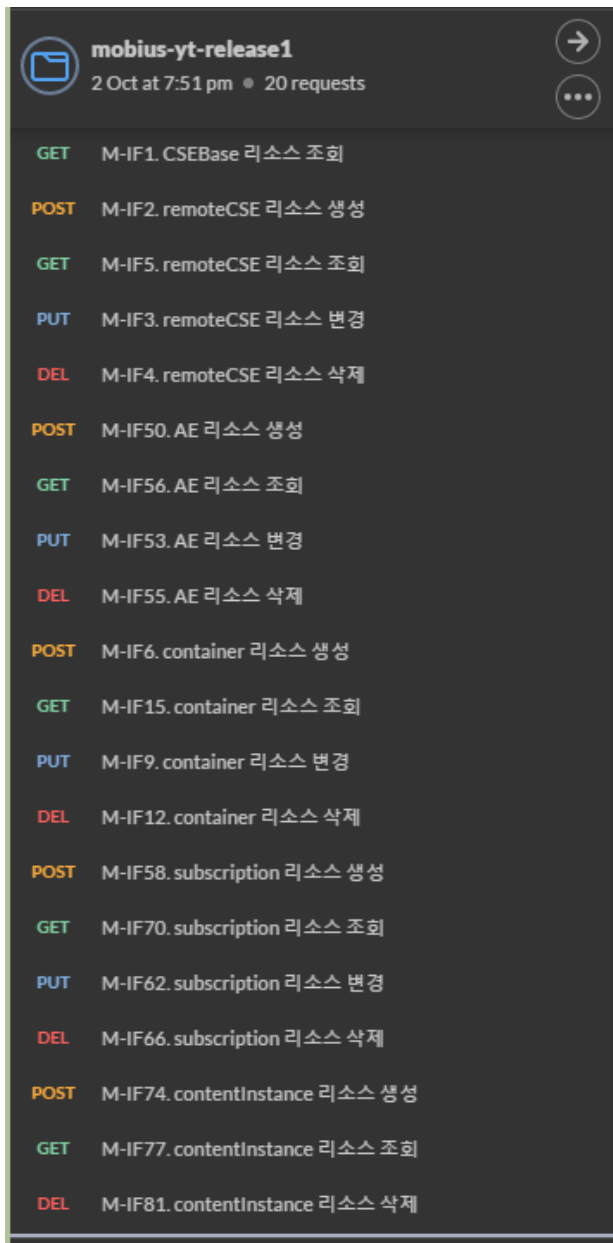 mobius-yt-release1
2 Oct at 7:51 pm ● 20 requests
GET M-IF1. CSEBase 리소스 조회
POST M-IF2. remoteCSE 리소스 생성
GET M-IF5. remoteCSE 리소스 조회
PUT M-IF3. remoteCSE 리소스 변경
DEL M-IF4. remoteCSE 리소스 삭제
POST M-IF50. AE 리소스 생성
GET M-IF56. AE 리소스 조회
PUT M-IF53. AE 리소스 변경
DEL M-IF55. AE 리소스 삭제
POST M-IF6. container 리소스 생성
GET M-IF15. container 리소스 조회
PUT M-IF9. container 리소스 변경
DEL M-IF12. container 리소스 삭제
POST M-IF58. subscription 리소스 생성
GET M-IF70. subscription 리소스 조회
PUT M-IF62. subscription 리소스 변경
DEL M-IF66. subscription 리소스 삭제
POST M-IF74. contentInstance 리소스 생성
GET M-IF77. contentInstance 리소스 조회
DEL M-IF81. contentInstance 리소스 삭제